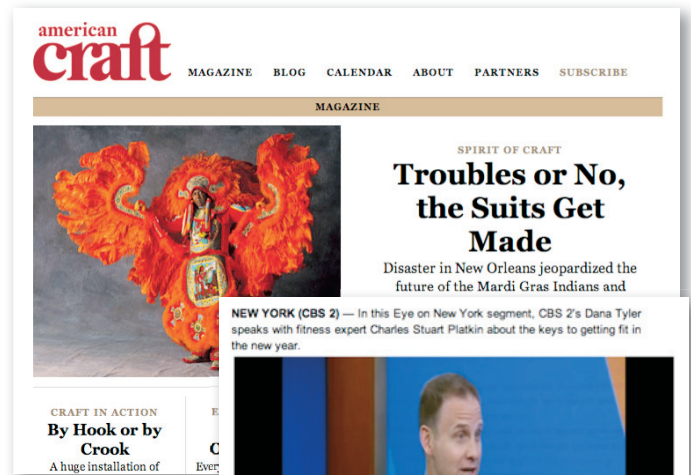 american
craft
MAGAZINE BLOG CALENDAR ABOUT PARTNERS SUBSCRIBE
MAGAZINE
SPIRIT OF CRAFT
Troubles or No,
the Suits Get
Made
Disaster in New Orleans jeopardized the
future of the Mardi Gras Indians and
NEW YORK (CBS 2) — In this Eye on New York segment, CBS 2's Dana Tyler
speaks with fitness expert Charles Stuart Platkin about the keys to getting fit in
the new year.
CRAFT IN ACTION
By Hook or by
Crook
A huge installation of